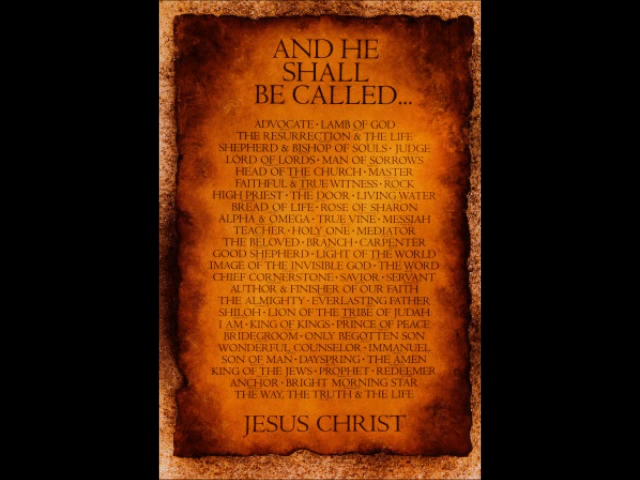 AND HE
SHALL
BE CALLED...
ADVOCATE • LAMB OF GOD
THE RESURRECTION & THE LIFE
SHEPHERD & BISHOP OF SOULS • JUDGE
LORD OF LORDS • MAN OF SORROWS
HEAD OF THE CHURCH • MASTER
FAITHFUL & TRUE WITNESS • ROCK
HIGH PRIEST • THE DOOR • LIVING WATER
BREAD OF LIFE • ROSE OF SHARON
ALPHA & OMEGA • TRUE VINE • MESSIAH
TEACHER • HOLY ONE • MEDIATOR
THE BELOVED • BRANCH • CARPENTER
GOOD SHEPHERD • LIGHT OF THE WORLD
IMAGE OF THE INVISIBLE GOD • THE WORD
CHIEF CORNERSTONE • SAVIOR • SERVANT
AUTHOR & FINISHER OF OUR FAITH
THE ALMIGHTY • EVERLASTING FATHER
SHILOH • LION OF THE TRIBE OF JUDAH
I AM • KING OF KINGS • PRINCE OF PEACE
BRIDEGROOM • ONLY BEGOTTEN SON
WONDERFUL COUNSELOR • IMMANUEL
SON OF MAN • DAYSPRING • THE AMEN
KING OF THE JEWS • PROPHET • REDEEMER
ANCHOR • BRIGHT MORNING STAR
THE WAY, THE TRUTH & THE LIFE
JESUS CHRIST